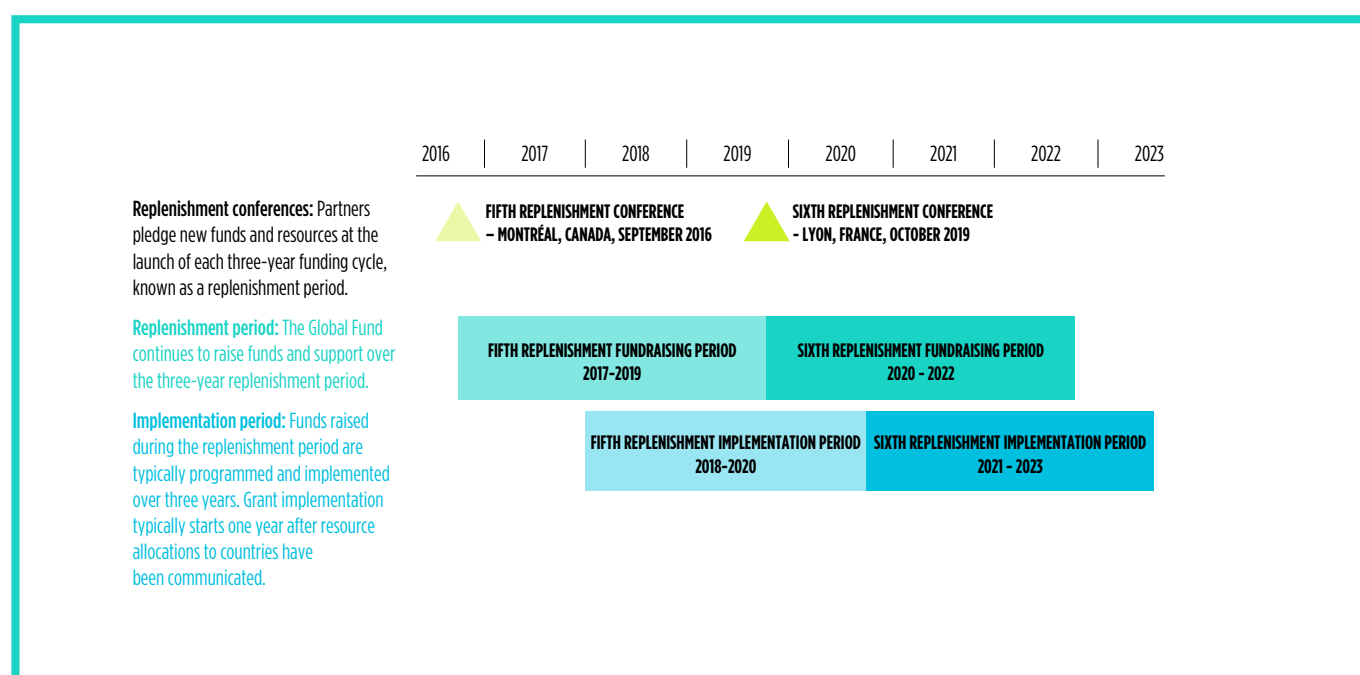 2016 2017 2018 2019 2020 2021 2022 2023
Replenishment conferences: Partners
pledge new funds and resources at the
launch of each three-year funding cycle,
known as a replenishment period.
FIFTH REPLENISHMENT CONFERENCE
– MONTRÉAL, CANADA, SEPTEMBER 2016
SIXTH REPLENISHMENT CONFERENCE
- LYON, FRANCE, OCTOBER 2019
Replenishment period: The Global Fund
continues to raise funds and support over
the three-year replenishment period.
FIFTH REPLENISHMENT FUNDRAISING PERIOD
2017-2019
SIXTH REPLENISHMENT FUNDRAISING PERIOD
2020 - 2022
Implementation period: Funds raised
during the replenishment period are
typically programmed and implemented
over three years. Grant implementation
typically starts one year after resource
allocations to countries have
been communicated.
FIFTH REPLENISHMENT IMPLEMENTATION PERIOD
2018-2020
SIXTH REPLENISHMENT IMPLEMENTATION PERIOD
2021 - 2023